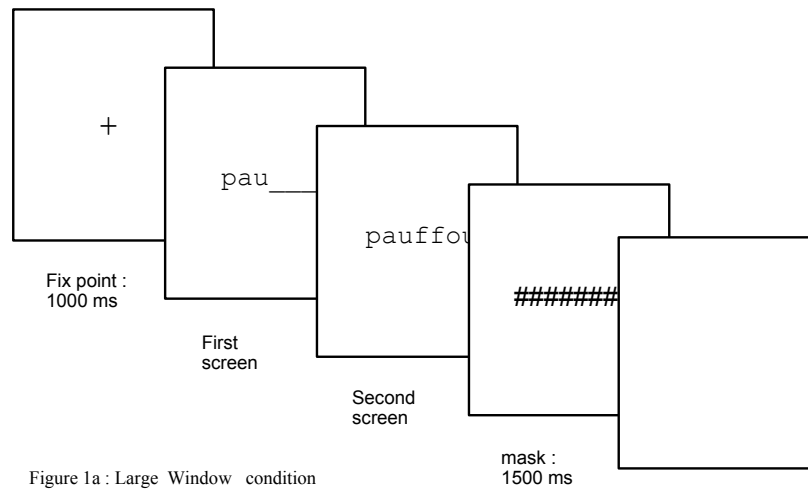 +
pau___
pauffou
#######
Fix point :
1000 ms
First
screen
Second
screen
mask :
1500 ms
Figure 1a : Large Window condition